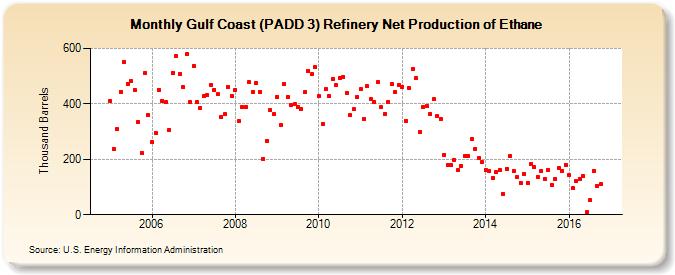 Monthly Gulf Coast (PADD 3) Refinery Net Production of Ethane
Thousand Barrels
600
400
200
0
2006 2008 2010 2012 2014 2016
Source: U.S. Energy Information Administration